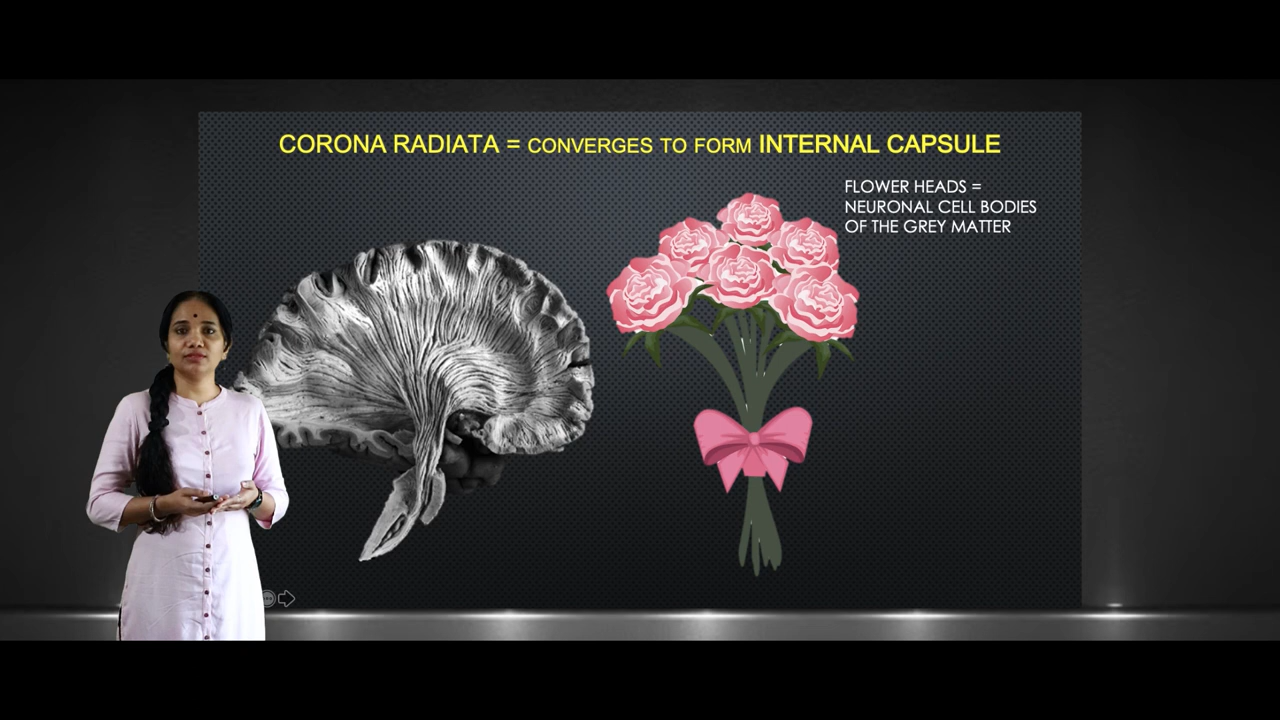 CORONA RADIATA = CONVERGES TO FORM INTERNAL CAPSULE
FLOWER HEADS =
NEURONAL CELL BODIES
OF THE GREY MATTER